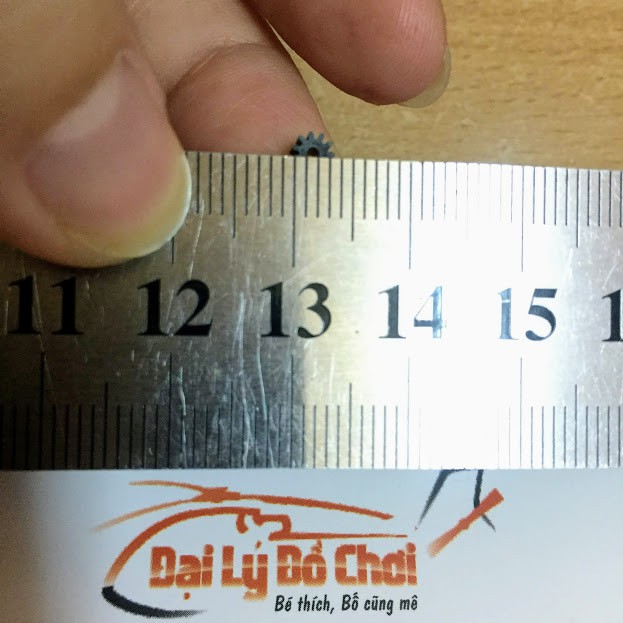 11 12 13 14 15 1
Đại Lý Đồ Chơi
Bé thích, Bố cũng mê